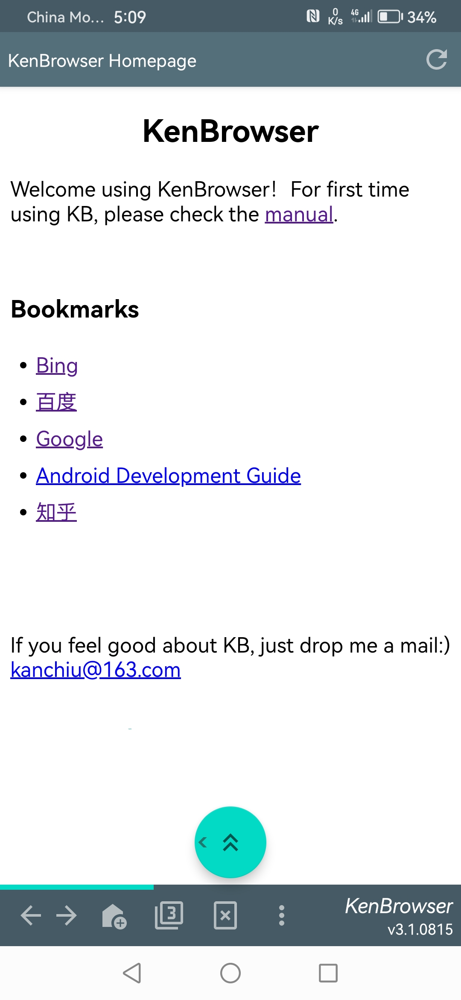 China Mo... 5:09 0 K/s 4G 34%
KenBrowser Homepage
KenBrowser
Welcome using KenBrowser！ For first time
using KB, please check the manual.
Bookmarks
Bing
百度
Google
Android Development Guide
知乎
If you feel good about KB, just drop me a mail:)
kanchiu@163.com
3
KenBrowser
v3.1.0815